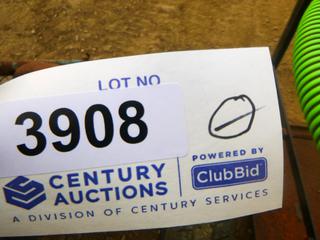 LOT NO
3908
POWERED BY
CENTURY
AUCTIONS
ClubBid
A DIVISION OF CENTURY SERVICES